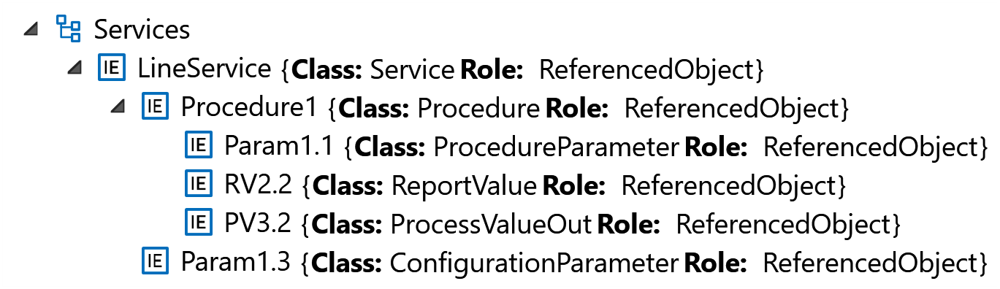 Services
IE LineService {Class: Service Role: ReferencedObject}
IE Procedure1 {Class: Procedure Role: ReferencedObject}
IE Param1.1 {Class: ProcedureParameter Role: ReferencedObject}
IE RV2.2 {Class: ReportValue Role: ReferencedObject}
IE PV3.2 {Class: ProcessValueOut Role: ReferencedObject}
IE Param1.3 {Class: ConfigurationParameter Role: ReferencedObject}